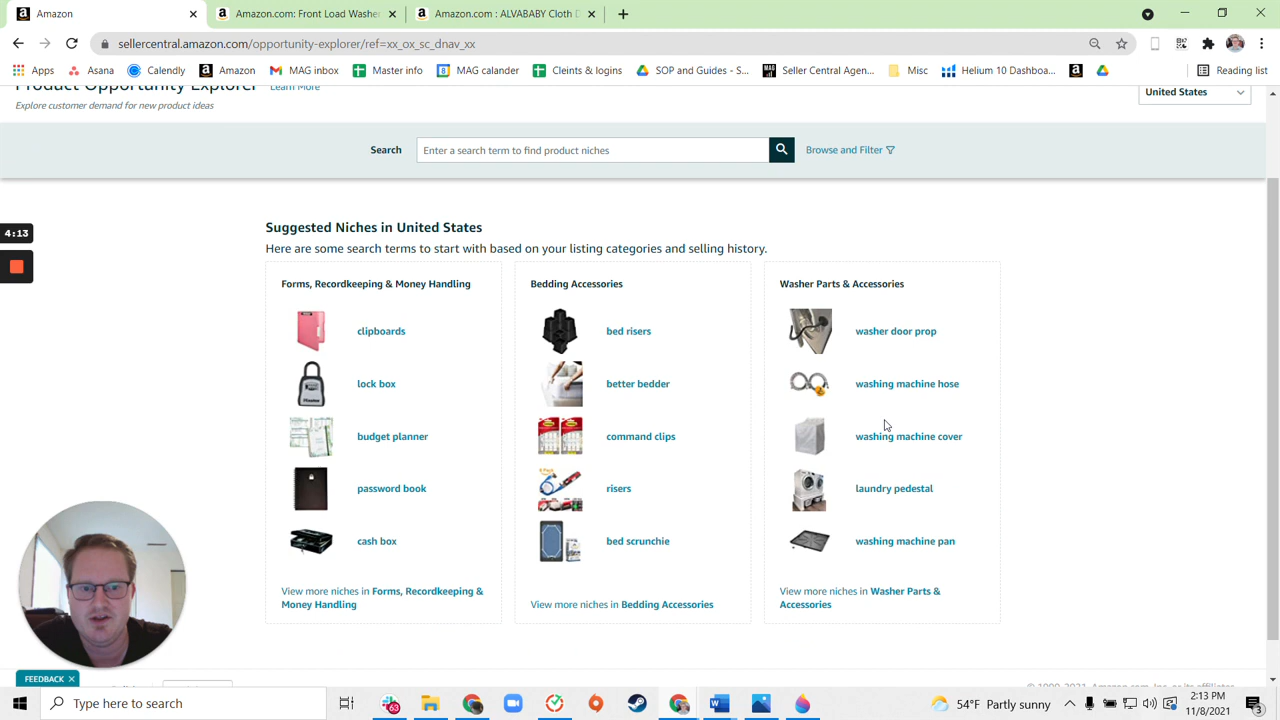 Amazon
Amazon.com: Front Load Washer
Amazon.com : ALVABABY Cloth D
sellercentral.amazon.com/opportunity-explorer/ref=xx_ox_sc_dnav_xx
Apps
Asana
Calendly
Amazon
MAG inbox
Master info
MAG calander
Cleints & logins
SOP and Guides - S...
Seller Central Agen...
Misc
Helium 10 Dashboa...
Reading list
Product Opportunity Explorer
Learn More
Explore customer demand for new product ideas
United States
Search
Enter a search term to find product niches
Browse and Filter
4:13
Suggested Niches in United States
Here are some search terms to start with based on your listing categories and selling history.
Forms, Recordkeeping & Money Handling
clipboards
lock box
budget planner
password book
cash box
View more niches in Forms, Recordkeeping &
Money Handling
Bedding Accessories
bed risers
better bedder
command clips
risers
bed scrunchie
View more niches in Bedding Accessories
Washer Parts & Accessories
washer door prop
washing machine hose
washing machine cover
laundry pedestal
washing machine pan
View more niches in Washer Parts &
Accessories
FEEDBACK
Type here to search
63
54°F Partly sunny
2:13 PM
11/8/2021
3